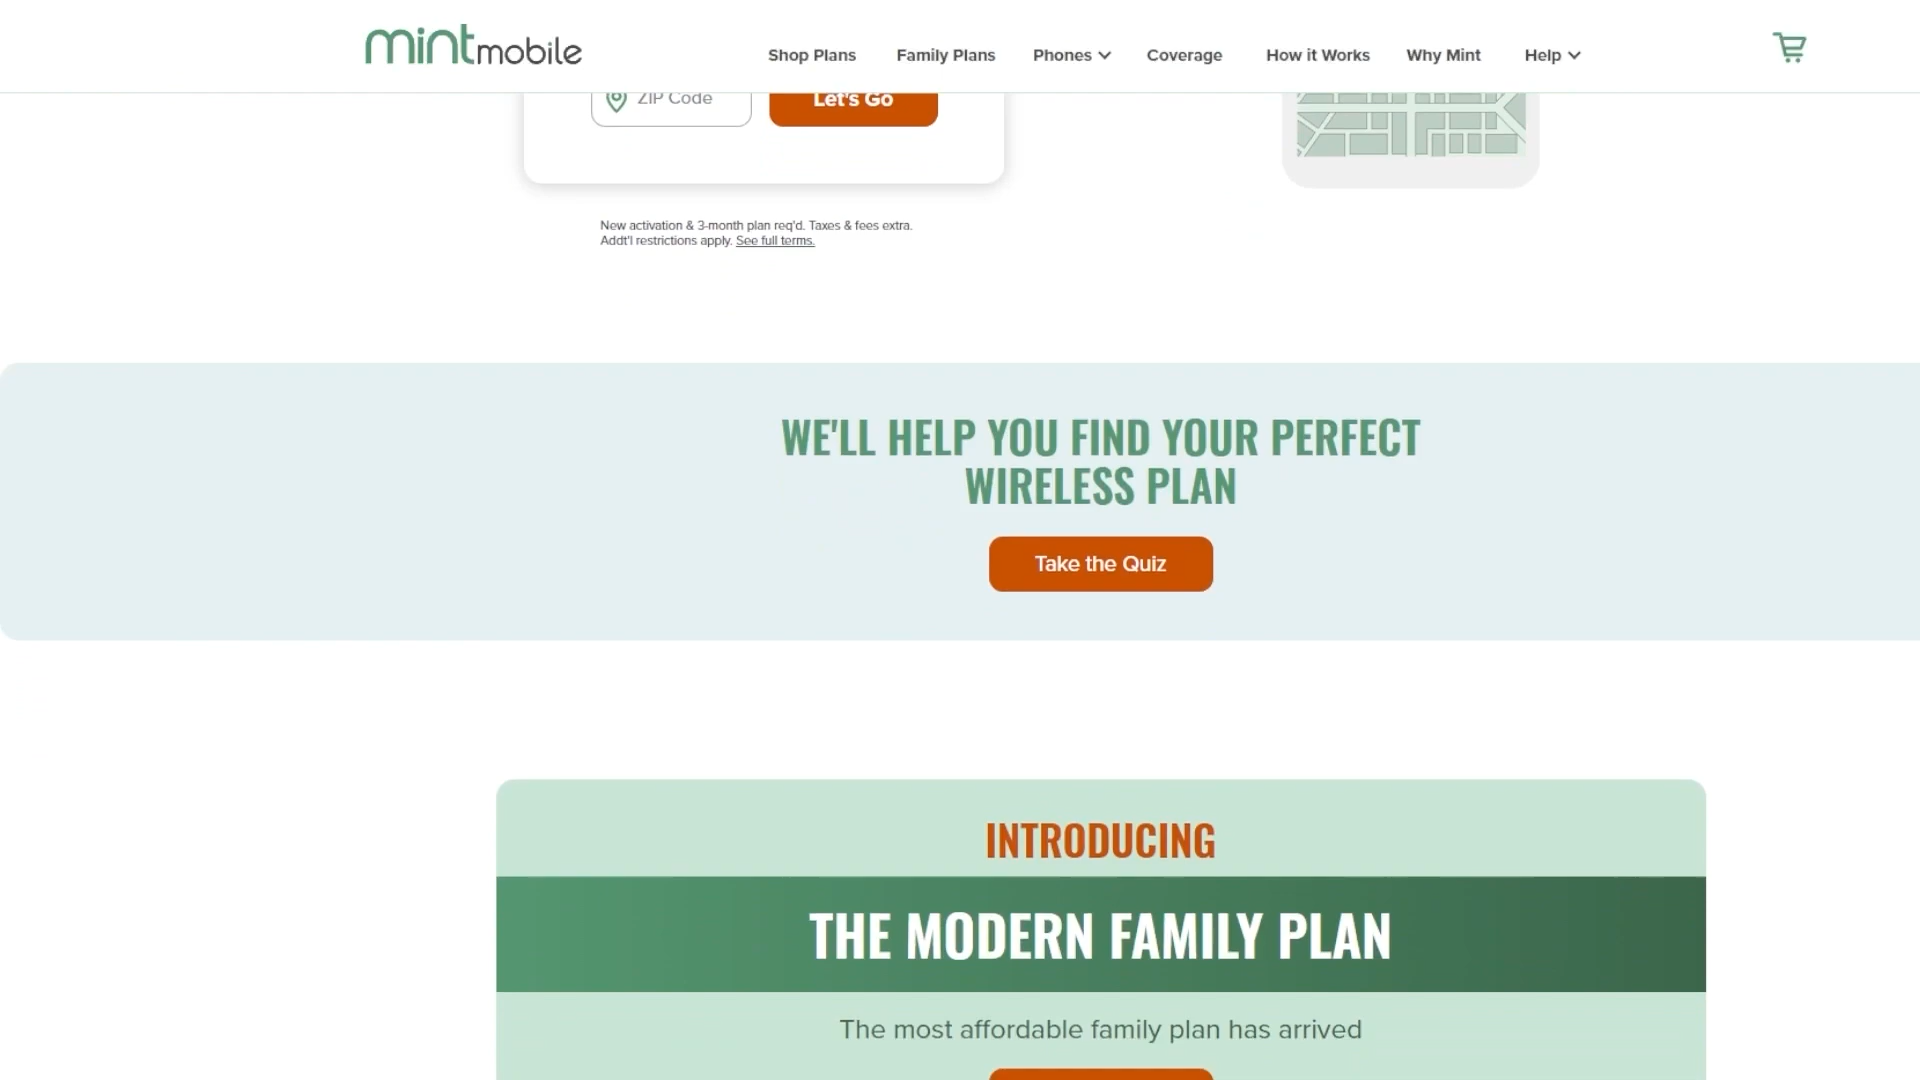 mintmobile
Shop Plans
Family Plans
Phones
Coverage
How it Works
Why Mint
Help
ZIP Code
Let's Go
New activation & 3-month plan req'd. Taxes & fees extra.
Addt'l restrictions apply. See full terms.
WE'LL HELP YOU FIND YOUR PERFECT
WIRELESS PLAN
Take the Quiz
INTRODUCING
THE MODERN FAMILY PLAN
The most affordable family plan has arrived